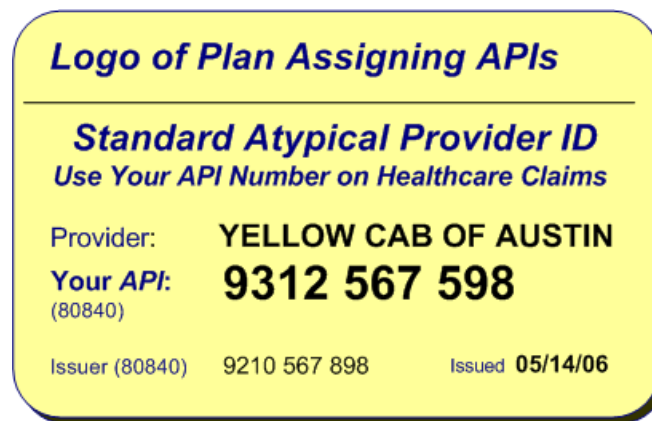 Logo of Plan Assigning APIs
Standard Atypical Provider ID
Use Your API Number on Healthcare Claims
Provider: YELLOW CAB OF AUSTIN
Your API: 9312 567 598
(80840)
Issuer (80840) 9210 567 898 Issued 05/14/06